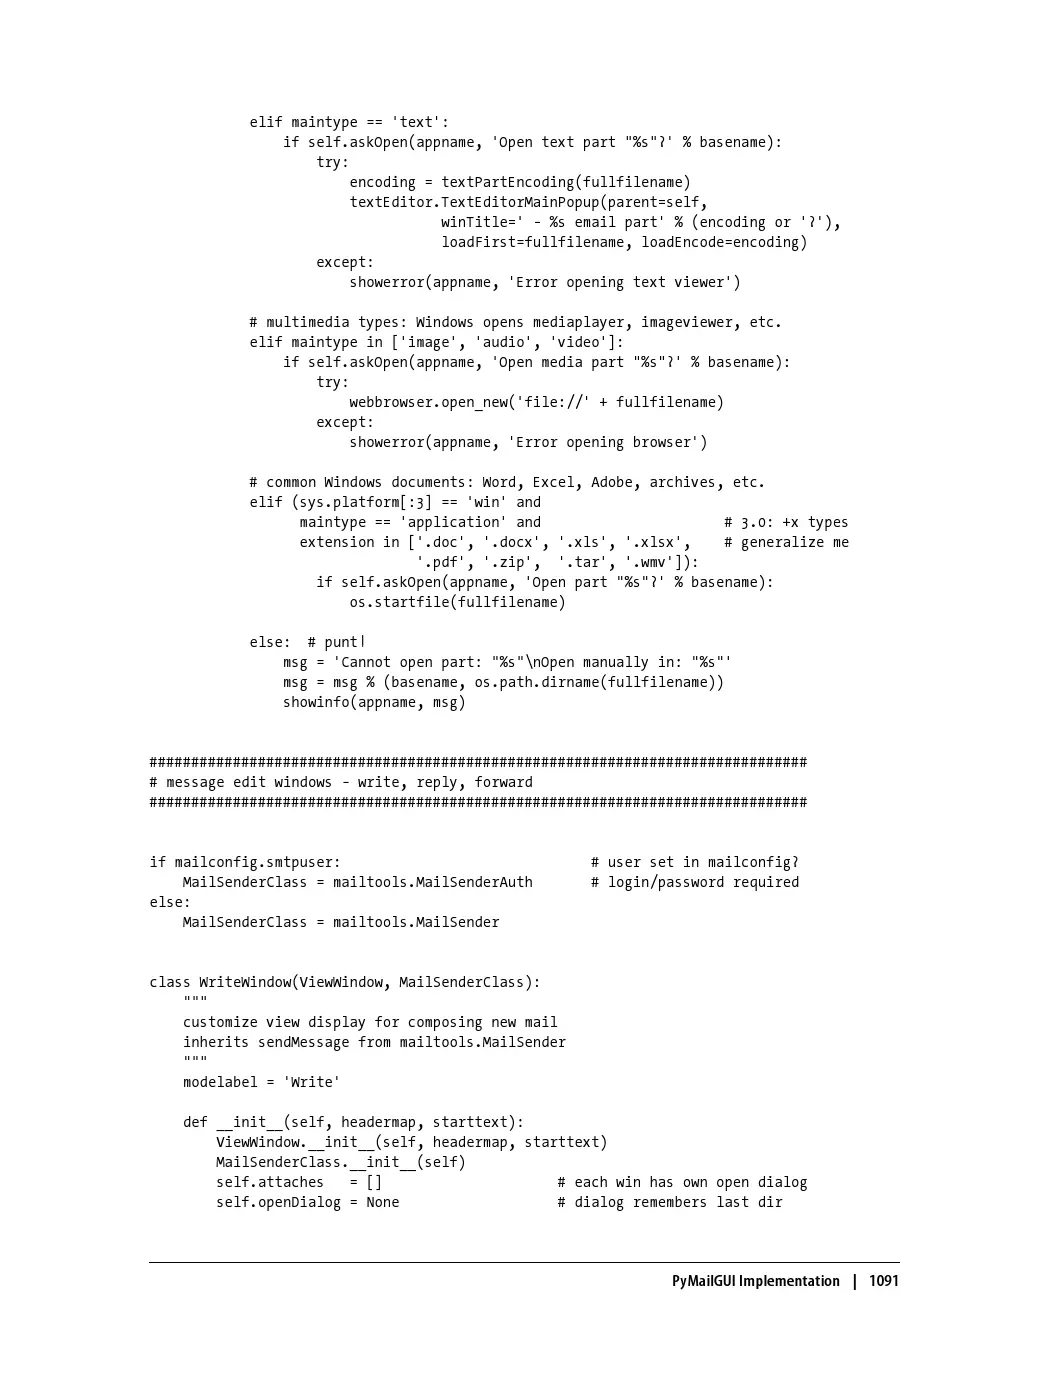 elif maintype == 'text':
                if self.askOpen(appname, 'Open text part "%s"?' % basename):
                    try:
                        encoding = textPartEncoding(fullfilename)
                        textEditor.TextEditorMainPopup(parent=self,
                                   winTitle=' - %s email part' % (encoding or '?'),
                                   loadFirst=fullfilename, loadEncode=encoding)
                    except:
                        showerror(appname, 'Error opening text viewer')

            # multimedia types: Windows opens mediaplayer, imageviewer, etc.
            elif maintype in ['image', 'audio', 'video']:
                if self.askOpen(appname, 'Open media part "%s"?' % basename):
                    try:
                        webbrowser.open_new('file://' + fullfilename)
                    except:
                        showerror(appname, 'Error opening browser')

            # common Windows documents: Word, Excel, Adobe, archives, etc.
            elif (sys.platform[:3] == 'win' and
                  maintype == 'application' and                      # 3.0: +x types
                  extension in ['.doc', '.docx', '.xls', '.xlsx',    # generalize me
                                '.pdf', '.zip',  '.tar', '.wmv']):
                    if self.askOpen(appname, 'Open part "%s"?' % basename):
                        os.startfile(fullfilename)

            else:  # punt!
                msg = 'Cannot open part: "%s"\nOpen manually in: "%s"'
                msg = msg % (basename, os.path.dirname(fullfilename))
                showinfo(appname, msg)


###############################################################################
# message edit windows - write, reply, forward
###############################################################################


if mailconfig.smtpuser:                              # user set in mailconfig?
    MailSenderClass = mailtools.MailSenderAuth       # login/password required
else:
    MailSenderClass = mailtools.MailSender


class WriteWindow(ViewWindow, MailSenderClass):
    """
    customize view display for composing new mail
    inherits sendMessage from mailtools.MailSender
    """
    modelabel = 'Write'

    def __init__(self, headermap, starttext):
        ViewWindow.__init__(self, headermap, starttext)
        MailSenderClass.__init__(self)
        self.attaches   = []                     # each win has own open dialog
        self.openDialog = None                   # dialog remembers last dir

PyMailGUI Implementation | 1091